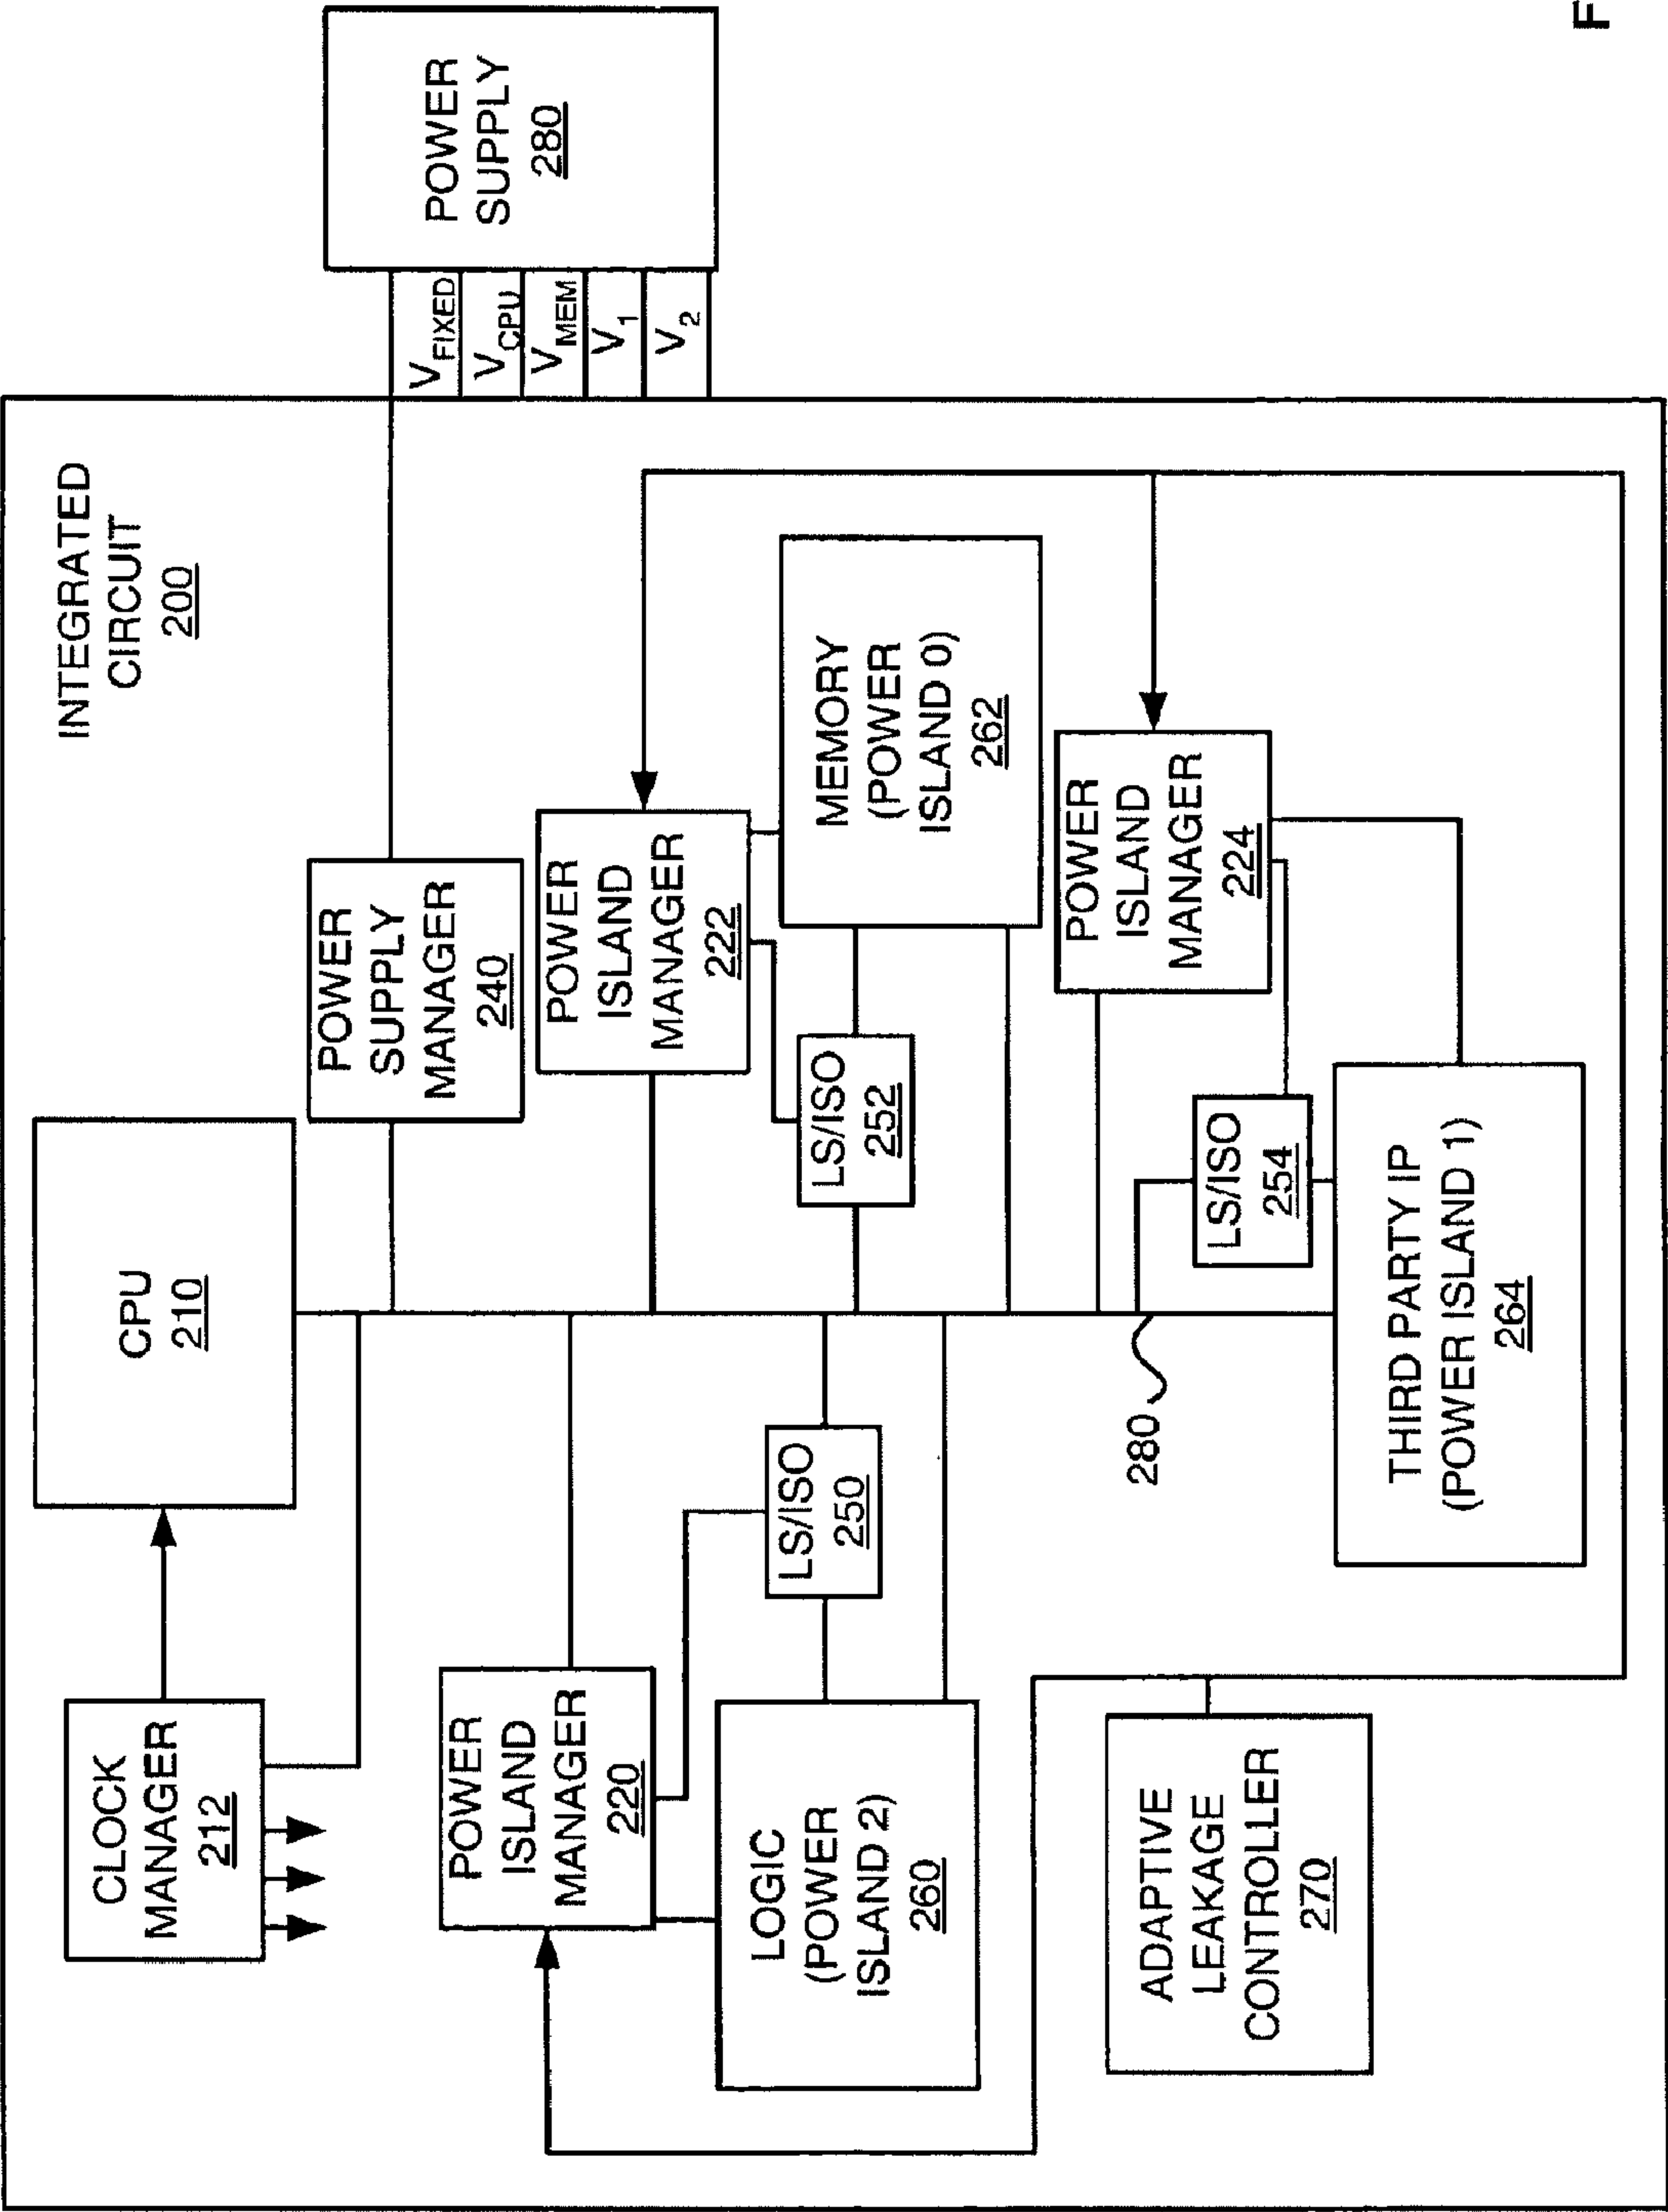 INTEGRATED
CIRCUIT
200
CLOCK
MANAGER
212
CPU
210
POWER
SUPPLY
MANAGER
240
POWER
SUPPLY
280
VFIXED
VCPU
VMEM
V1
V2
POWER
ISLAND
MANAGER
220
LS/ISO
250
LOGIC
(POWER
ISLAND 2)
260
POWER
ISLAND
MANAGER
222
LS/ISO
252
MEMORY
(POWER
ISLAND 0)
262
POWER
ISLAND
MANAGER
224
LS/ISO
254
280
THIRD PARTY IP
(POWER ISLAND 1)
264
ADAPTIVE
LEAKAGE
CONTROLLER
270
F